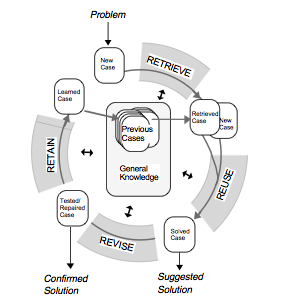 Problem
New
Case
RETRIEVE
Learned
Case
Retrieved
Case
New
Case
Previous
Cases
General
Knowledge
RETAIN
REUSE
Tested/
Repaired
Case
REVISE
Solved
Case
Confirmed
Solution
Suggested
Solution